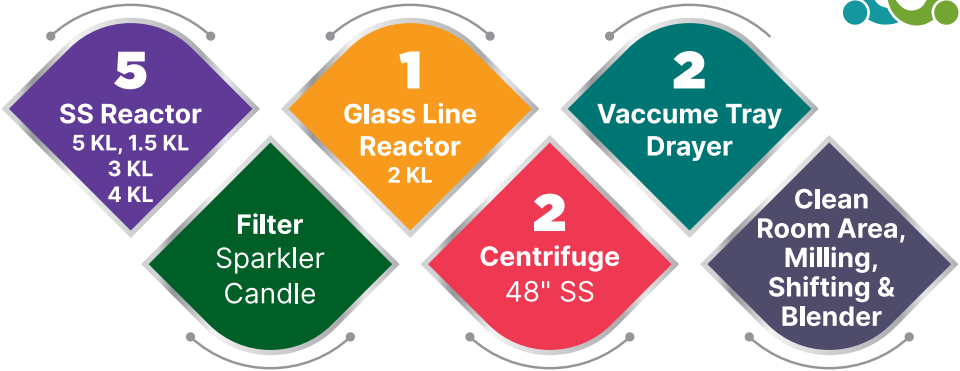 5
SS Reactor
5 KL, 1.5 KL
3 KL
4 KL
1
Glass Line
Reactor
2 KL
2
Vaccume Tray
Drayer
Filter
Sparkler
Candle
2
Centrifuge
48" SS
Clean
Room Area,
Milling,
Shifting &
Blender